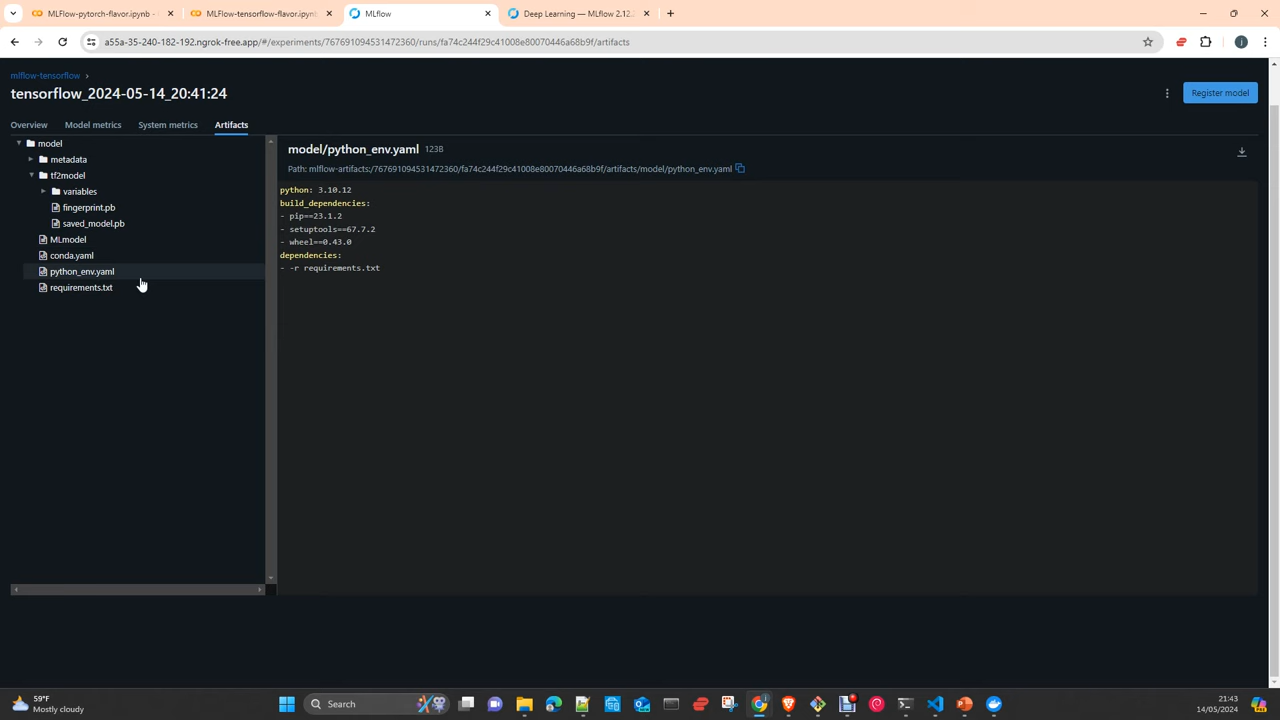 MLFlow-pytorch-flavor.ipynb -
MLFlow-tensorflow-flavor.ipynb
MLflow
Deep Learning — MLflow 2.12.
a55a-35-240-182-192.ngrok-free.app/#/experiments/767691094531472360/runs/fa74c244f29c41008e80070446a68b9f/artifacts
mlflow-tensorflow
tensorflow_2024-05-14_20:41:24
Register model
Overview
Model metrics
System metrics
Artifacts
model
metadata
tf2model
variables
fingerprint.pb
saved_model.pb
MLmodel
conda.yaml
python_env.yaml
requirements.txt
model/python_env.yaml 123B
Path: mlflow-artifacts:/767691094531472360/fa74c244f29c41008e80070446a68b9f/artifacts/model/python_env.yaml
python: 3.10.12
build_dependencies:
- pip==23.1.2
- setuptools==67.7.2
- wheel==0.43.0
dependencies:
- -r requirements.txt
59°F
Mostly cloudy
Search
21:43
14/05/2024